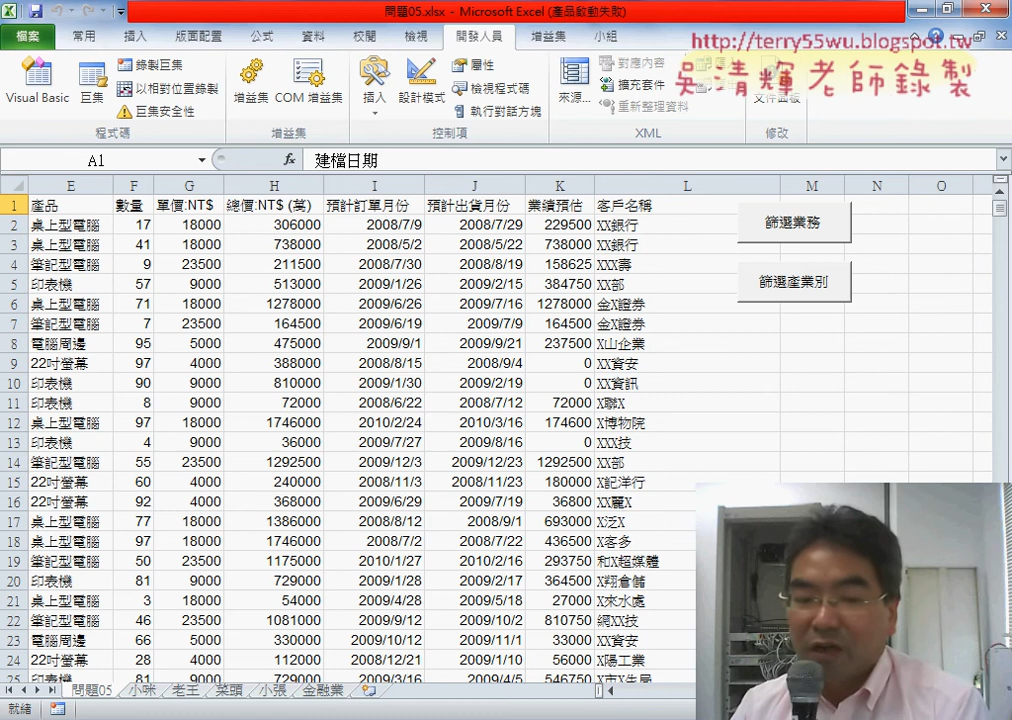 問題05.xlsx - Microsoft Excel (產品啟動失敗)
檔案 常用 插入 版面配置 公式 資料 校閱 檢視 開發人員 增益集 小組
http://terry55wu.blogspot.tw
吳清輝老師錄製
Visual Basic 巨集 錄製巨集 以相對位置錄製 巨集安全性 程式碼
增益集 COM 增益集 增益集
插入 設計模式 屬性 檢視程式碼 執行對話方塊 控制項
來源... 對應內容 擴充套件 重新整理資料 XML
文件面板 修改
A1 fx 建檔日期
E F G H I J K L M N O
1 產品 數量 單價:NT$ 總價:NT$ (萬) 預計訂單月份 預計出貨月份 業績預估 客戶名稱
2 桌上型電腦 17 18000 306000 2008/7/9 2008/7/29 229500 XX銀行
3 桌上型電腦 41 18000 738000 2008/5/2 2008/5/22 738000 XX銀行
4 筆記型電腦 9 23500 211500 2008/7/30 2008/8/19 158625 XXX壽
5 印表機 57 9000 513000 2009/1/26 2009/2/15 384750 XX部
6 桌上型電腦 71 18000 1278000 2009/6/26 2009/7/16 1278000 金X證券
7 筆記型電腦 7 23500 164500 2009/6/19 2009/7/9 164500 金X證券
8 電腦周邊 95 5000 475000 2009/9/1 2009/9/21 237500 X山企業
9 22吋螢幕 97 4000 388000 2008/8/15 2008/9/4 0 XX資安
10 印表機 90 9000 810000 2009/1/30 2009/2/19 0 XX資訊
11 印表機 8 9000 72000 2008/6/22 2008/7/12 72000 X聯X
12 桌上型電腦 97 18000 1746000 2010/2/24 2010/3/16 174600 X博物院
13 印表機 4 9000 36000 2009/7/27 2009/8/16 0 XXX技
14 筆記型電腦 55 23500 1292500 2009/12/3 2009/12/23 1292500 XX部
15 22吋螢幕 60 4000 240000 2008/11/3 2008/11/23 180000 X記洋行
16 22吋螢幕 92 4000 368000 2009/6/29 2009/7/19 36800 XX麗X
17 桌上型電腦 77 18000 1386000 2008/8/12 2008/9/1 693000 X泛X
18 桌上型電腦 97 18000 1746000 2008/7/2 2008/7/22 436500 X客多
19 筆記型電腦 50 23500 1175000 2010/1/27 2010/2/16 293750 和X超媒體
20 印表機 81 9000 729000 2009/1/28 2009/2/17 364500 X翔倉儲
21 桌上型電腦 3 18000 54000 2009/4/28 2009/5/18 27000 X來水處
22 筆記型電腦 46 23500 1081000 2009/9/12 2009/10/2 810750 網XX技
23 電腦周邊 66 5000 330000 2009/10/12 2009/11/1 33000 XX資安
24 22吋螢幕 28 4000 112000 2008/12/21 2009/1/10 56000 X陽工業
25 印表機 81 9000 729000 2009/3/16 2009/4/5 546750 X市X生局
篩選業務
篩選產業別
問題05 小咪 老王 菜頭 小張 金融業
就緒